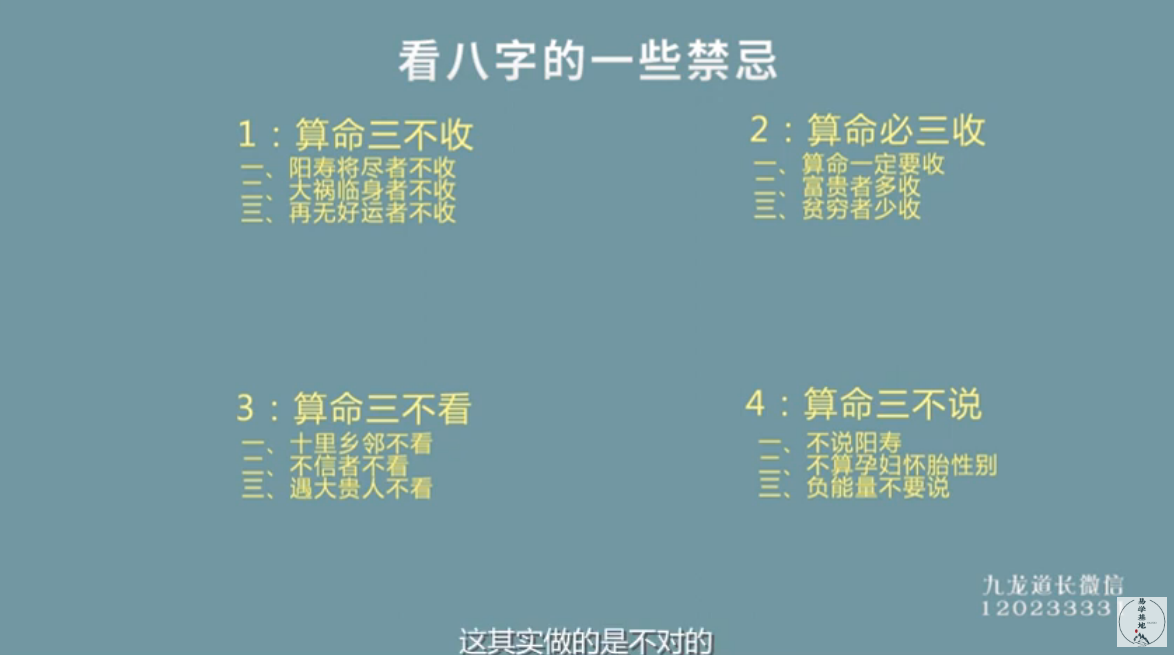 看八字的一些禁忌
1：算命三不收
一、阳寿将尽者不收
二、大祸临身者不收
三、再无好运者不收
2：算命必三收
一、算命一定要收
二、富贵者多收
三、贫穷者少收
3：算命三不看
一、十里乡邻不看
二、不信者不看
三、遇大贵人不看
4：算命三不说
一、不说阳寿
二、不算孕妇怀胎性别
三、负能量不要说
九龙道长微信
12023333
易学基地
这其实做的是不对的